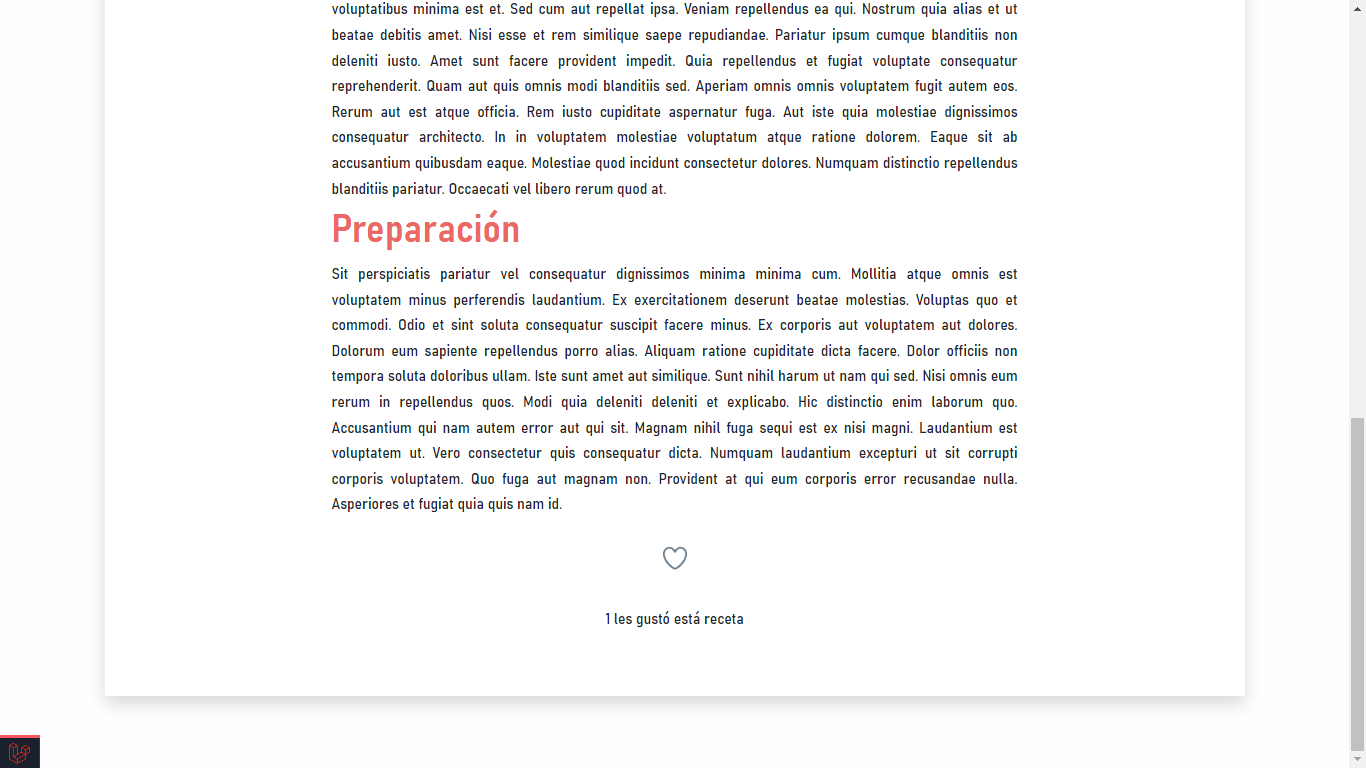 voluptatibus minima est et. Sed cum aut repellat ipsa. Veniam repellendus ea qui. Nostrum quia alias et ut
beatae debitis amet. Nisi esse et rem similique saepe repudiandae. Pariatur ipsum cumque blanditiis non
deleniti iusto. Amet sunt facere provident impedit. Quia repellendus et fugiat voluptate consequatur
reprehenderit. Quam aut quis omnis modi blanditiis sed. Aperiam omnis omnis voluptatem fugit autem eos.
Rerum aut est atque officia. Rem iusto cupiditate aspernatur fuga. Aut iste quia molestiae dignissimos
consequatur architecto. In in voluptatem molestiae voluptatum atque ratione dolorem. Eaque sit ab
accusantium quibusdam eaque. Molestiae quod incidunt consectetur dolores. Numquam distinctio repellendus
blanditiis pariatur. Occaecati vel libero rerum quod at.
Preparación
Sit perspiciatis pariatur vel consequatur dignissimos minima minima cum. Mollitia atque omnis est
voluptatem minus perferendis laudantium. Ex exercitationem deserunt beatae molestias. Voluptas quo et
commodi. Odio et sint soluta consequatur suscipit facere minus. Ex corporis aut voluptatem aut dolores.
Dolorum eum sapiente repellendus porro alias. Aliquam ratione cupiditate dicta facere. Dolor officiis non
tempora soluta doloribus ullam. Iste sunt amet aut similique. Sunt nihil harum ut nam qui sed. Nisi omnis eum
rerum in repellendus quos. Modi quia deleniti deleniti et explicabo. Hic distinctio enim laborum quo.
Accusantium qui nam autem error aut qui sit. Magnam nihil fuga sequi est ex nisi magni. Laudantium est
voluptatem ut. Vero consectetur quis consequatur dicta. Numquam laudantium excepturi ut sit corrupti
corporis voluptatem. Quo fuga aut magnam non. Provident at qui eum corporis error recusandae nulla.
Asperiores et fugiat quia quis nam id.
1 les gustó está receta